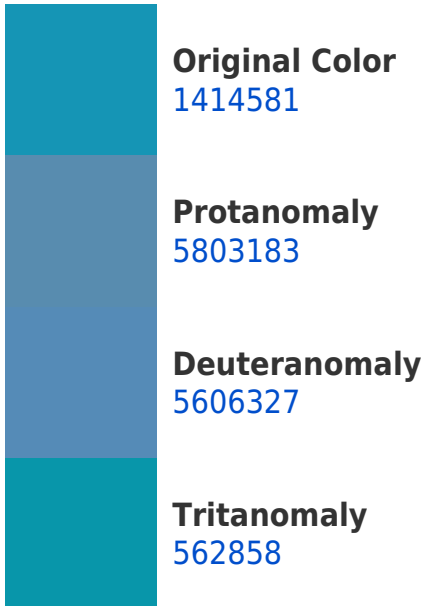 Original Color
1414581
Protanomaly
5803183
Deuteranomaly
5606327
Tritanomaly
562858